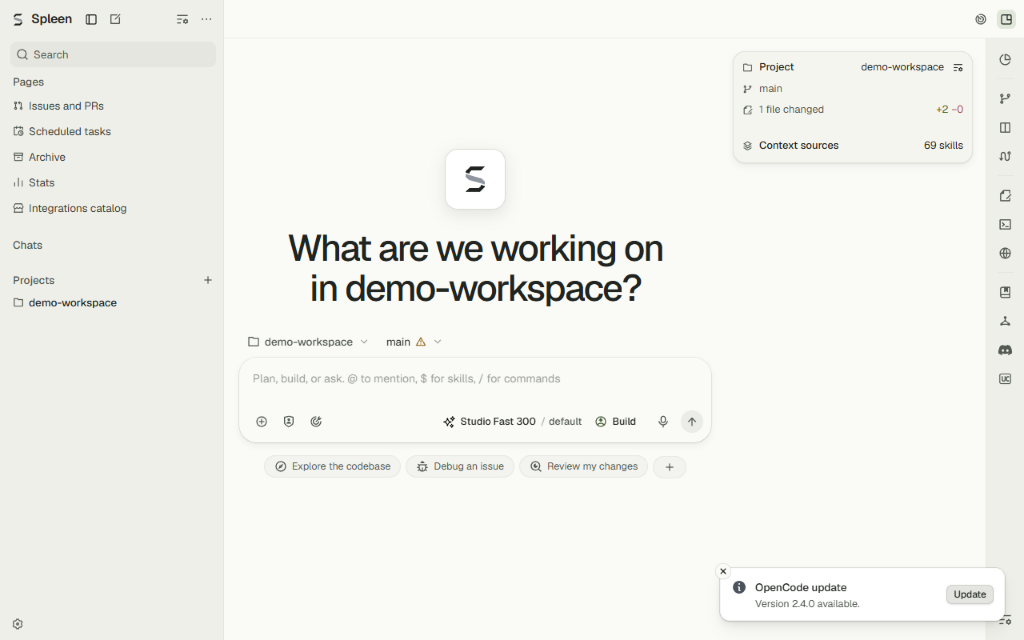 Spleen
Search
Pages
Issues and PRs
Scheduled tasks
Archive
Stats
Integrations catalog
Chats
Projects
demo-workspace
Project demo-workspace
main
1 file changed +2 −0
Context sources 69 skills
What are we working on
in demo-workspace?
demo-workspace main
Plan, build, or ask. @ to mention, $ for skills, / for commands
Studio Fast 300 / default Build
Explore the codebase Debug an issue Review my changes
OpenCode update
Version 2.4.0 available.
Update
UC